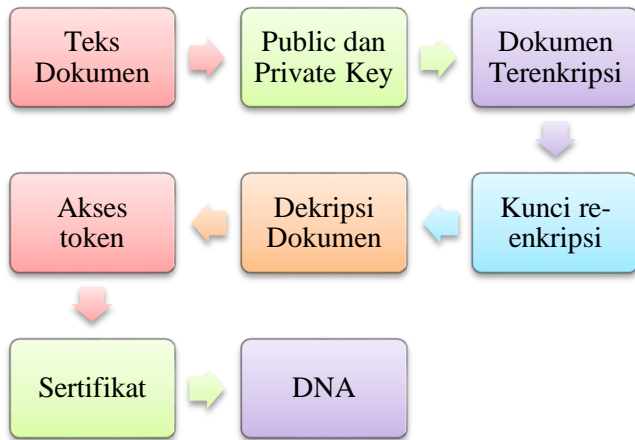 Teks
Dokumen
Public dan
Private Key
Dokumen
Terenkripsi
Akses
token
Dekripsi
Dokumen
Kunci re-
enkripsi
Sertifikat
DNA